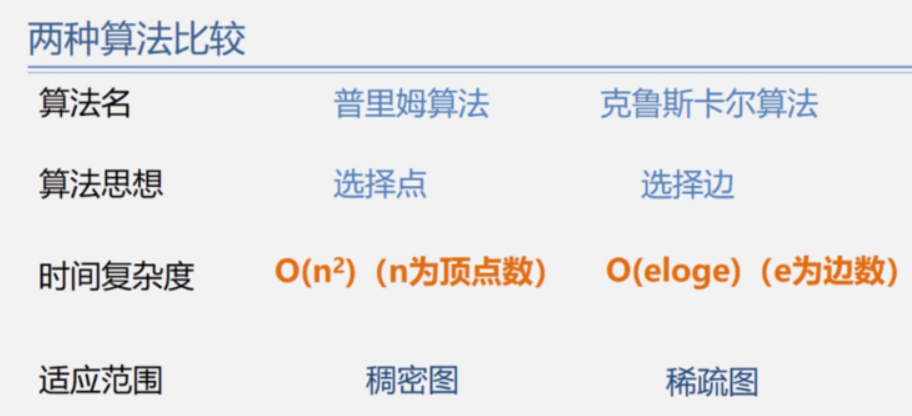 两种算法比较
算法名 普里姆算法 克鲁斯卡尔算法
算法思想 选择点 选择边
时间复杂度 O(n²)（n为顶点数） O(eloge)（e为边数）
适应范围 稠密图 稀疏图